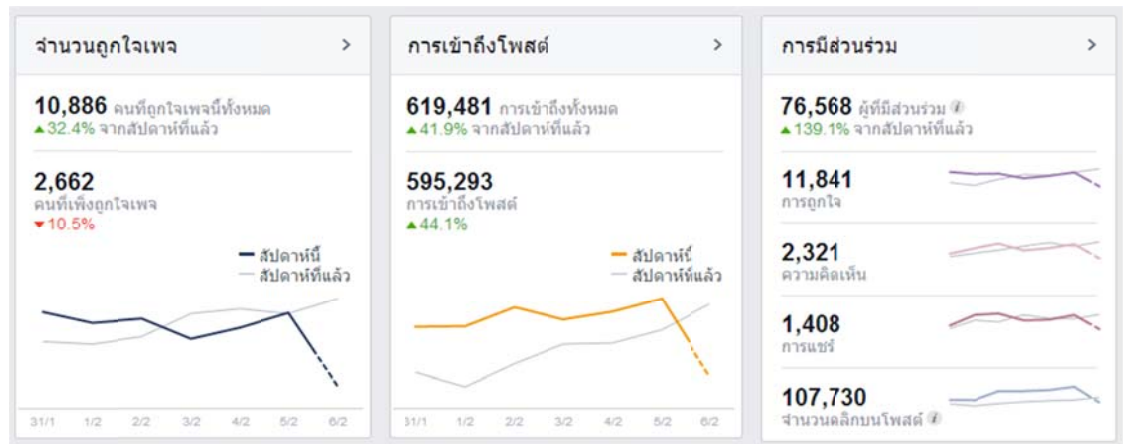 จำนวนถูกใจเพจ >
10,886 คนที่ถูกใจเพจนี้ทั้งหมด
▲32.4% จากสัปดาห์ที่แล้ว
2,662
คนที่เพิ่งถูกใจเพจ
▼10.5%
สัปดาห์นี้
สัปดาห์ที่แล้ว
31/1 1/2 2/2 3/2 4/2 5/2 6/2
การเข้าถึงโพสต์ >
619,481 การเข้าถึงทั้งหมด
▲41.9% จากสัปดาห์ที่แล้ว
595,293
การเข้าถึงโพสต์
▲44.1%
สัปดาห์นี้
สัปดาห์ที่แล้ว
31/1 1/2 2/2 3/2 4/2 5/2 6/2
การมีส่วนร่วม >
76,568 ผู้ที่มีส่วนร่วม i
▲139.1% จากสัปดาห์ที่แล้ว
11,841
การถูกใจ
2,321
ความคิดเห็น
1,408
การแชร์
107,730
จำนวนคลิกบนโพสต์ i